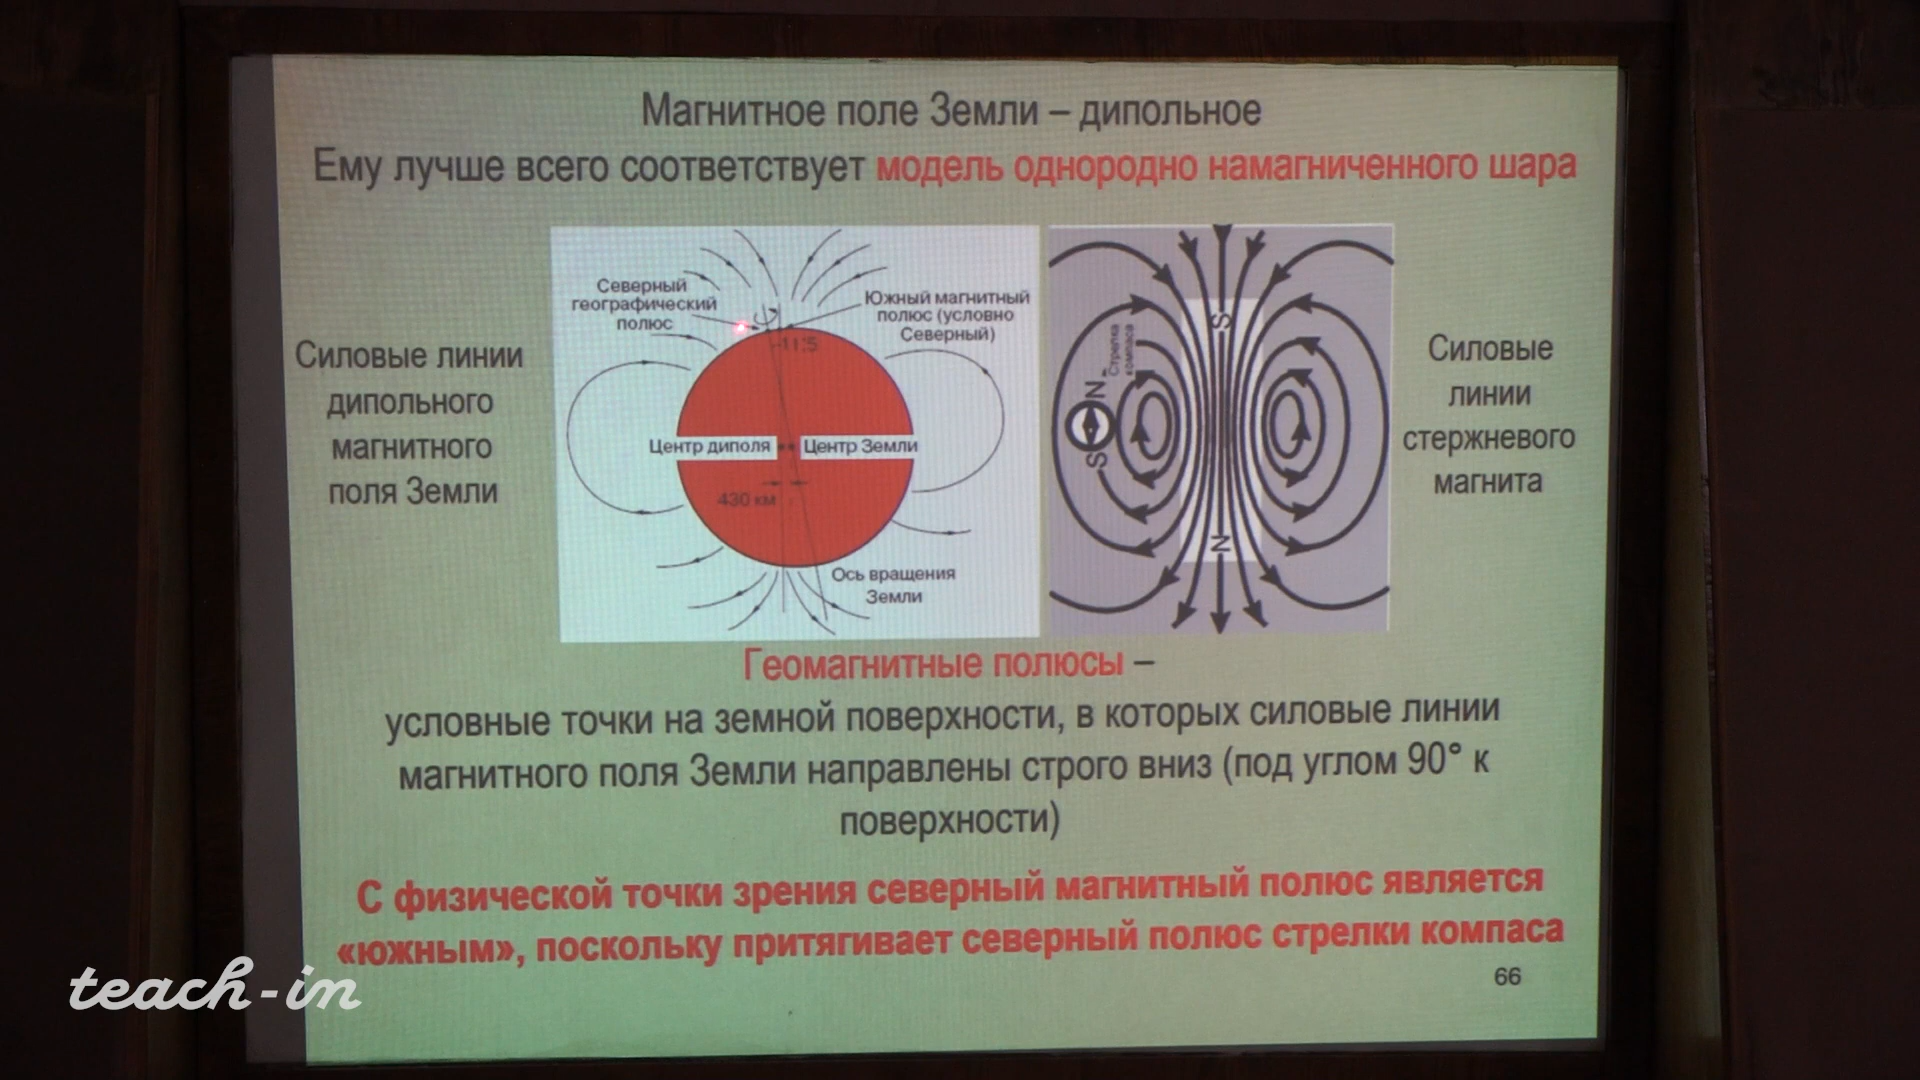 Магнитное поле Земли – дипольное
Ему лучше всего соответствует модель однородно намагниченного шара
Силовые линии
дипольного
магнитного
поля Земли
Северный
географический
полюс
Южный магнитный
полюс (условно
Северный)
11.5
Центр диполя
Центр Земли
430 км
Ось вращения
Земли
S
Стрелка
компаса
N
S
N
Силовые
линии
стержневого
магнита
Геомагнитные полюсы –
условные точки на земной поверхности, в которых силовые линии
магнитного поля Земли направлены строго вниз (под углом 90° к
поверхности)
С физической точки зрения северный магнитный полюс является
«южным», поскольку притягивает северный полюс стрелки компаса
66
teach-in